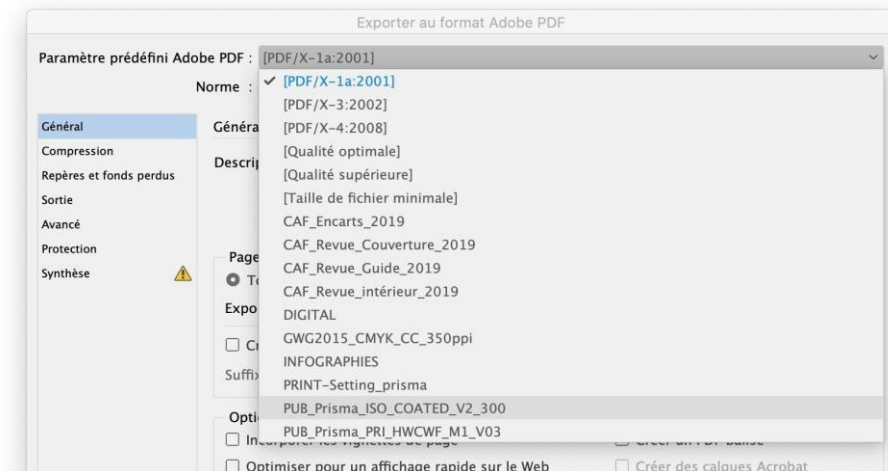 Exporter au format Adobe PDF
Paramètre prédéfini Adobe PDF : [PDF/X-1a:2001]
Norme :
[PDF/X-1a:2001]
[PDF/X-3:2002]
[PDF/X-4:2008]
[Qualité optimale]
[Qualité supérieure]
[Taille de fichier minimale]
CAF_Encarts_2019
CAF_Revue_Couverture_2019
CAF_Revue_Guide_2019
CAF_Revue_intérieur_2019
DIGITAL
GWG2015_CMYK_CC_350ppi
INFOGRAPHIES
PRINT-Setting_prisma
PUB_Prisma_ISO_COATED_V2_300
PUB_Prisma_PRI_HWCWF_M1_V03
Général
Compression
Repères et fonds perdus
Sortie
Avancé
Protection
Synthèse
Généra
Descrip
Page
Expo
Suffix
Opti
Optimiser pour un affichage rapide sur le Web
Créer des calques Acrobat